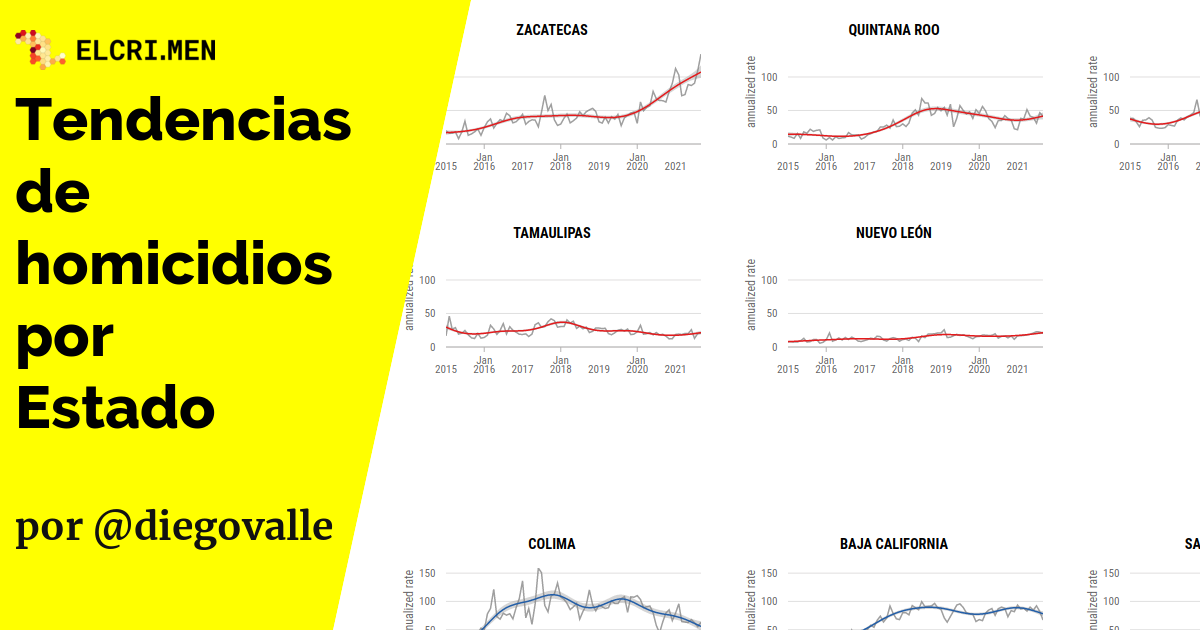 ELCRI.MEN
Tendencias
de
homicidios
por
Estado
por @diegovalle
ZACATECAS
Jan Jan Jan
2015 2016 2017 2018 2019 2020 2021
QUINTANA ROO
annualized rate
100
50
0
Jan Jan Jan
2015 2016 2017 2018 2019 2020 2021
annualized rate
100
50
0
Jan
2015 2016
TAMAULIPAS
annualized rate
100
50
0
Jan Jan Jan
2015 2016 2017 2018 2019 2020 2021
NUEVO LEÓN
annualized rate
100
50
0
Jan Jan Jan
2015 2016 2017 2018 2019 2020 2021
COLIMA
nualized rate
150
100
50
BAJA CALIFORNIA
nualized rate
150
100
50
SA
nualized rate
150
100
50